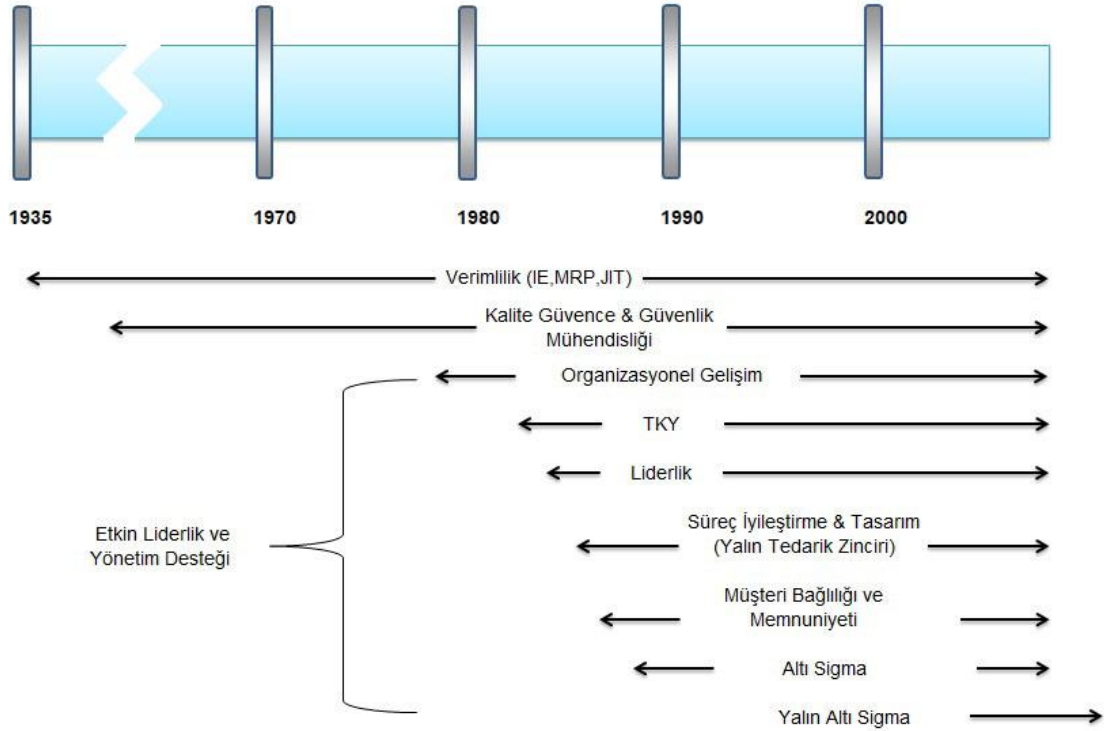 1935
1970
1980
1990
2000
Verimlilik (IE,MRP,JIT)
Kalite Güvence & Güvenlik
Mühendisliği
Organizasyonel Gelişim
TKY
Liderlik
Etkin Liderlik ve
Yönetim Desteği
Süreç İyileştirme & Tasarım
(Yalın Tedarik Zinciri)
Müşteri Bağlılığı ve
Memnuniyeti
Altı Sigma
Yalın Altı Sigma